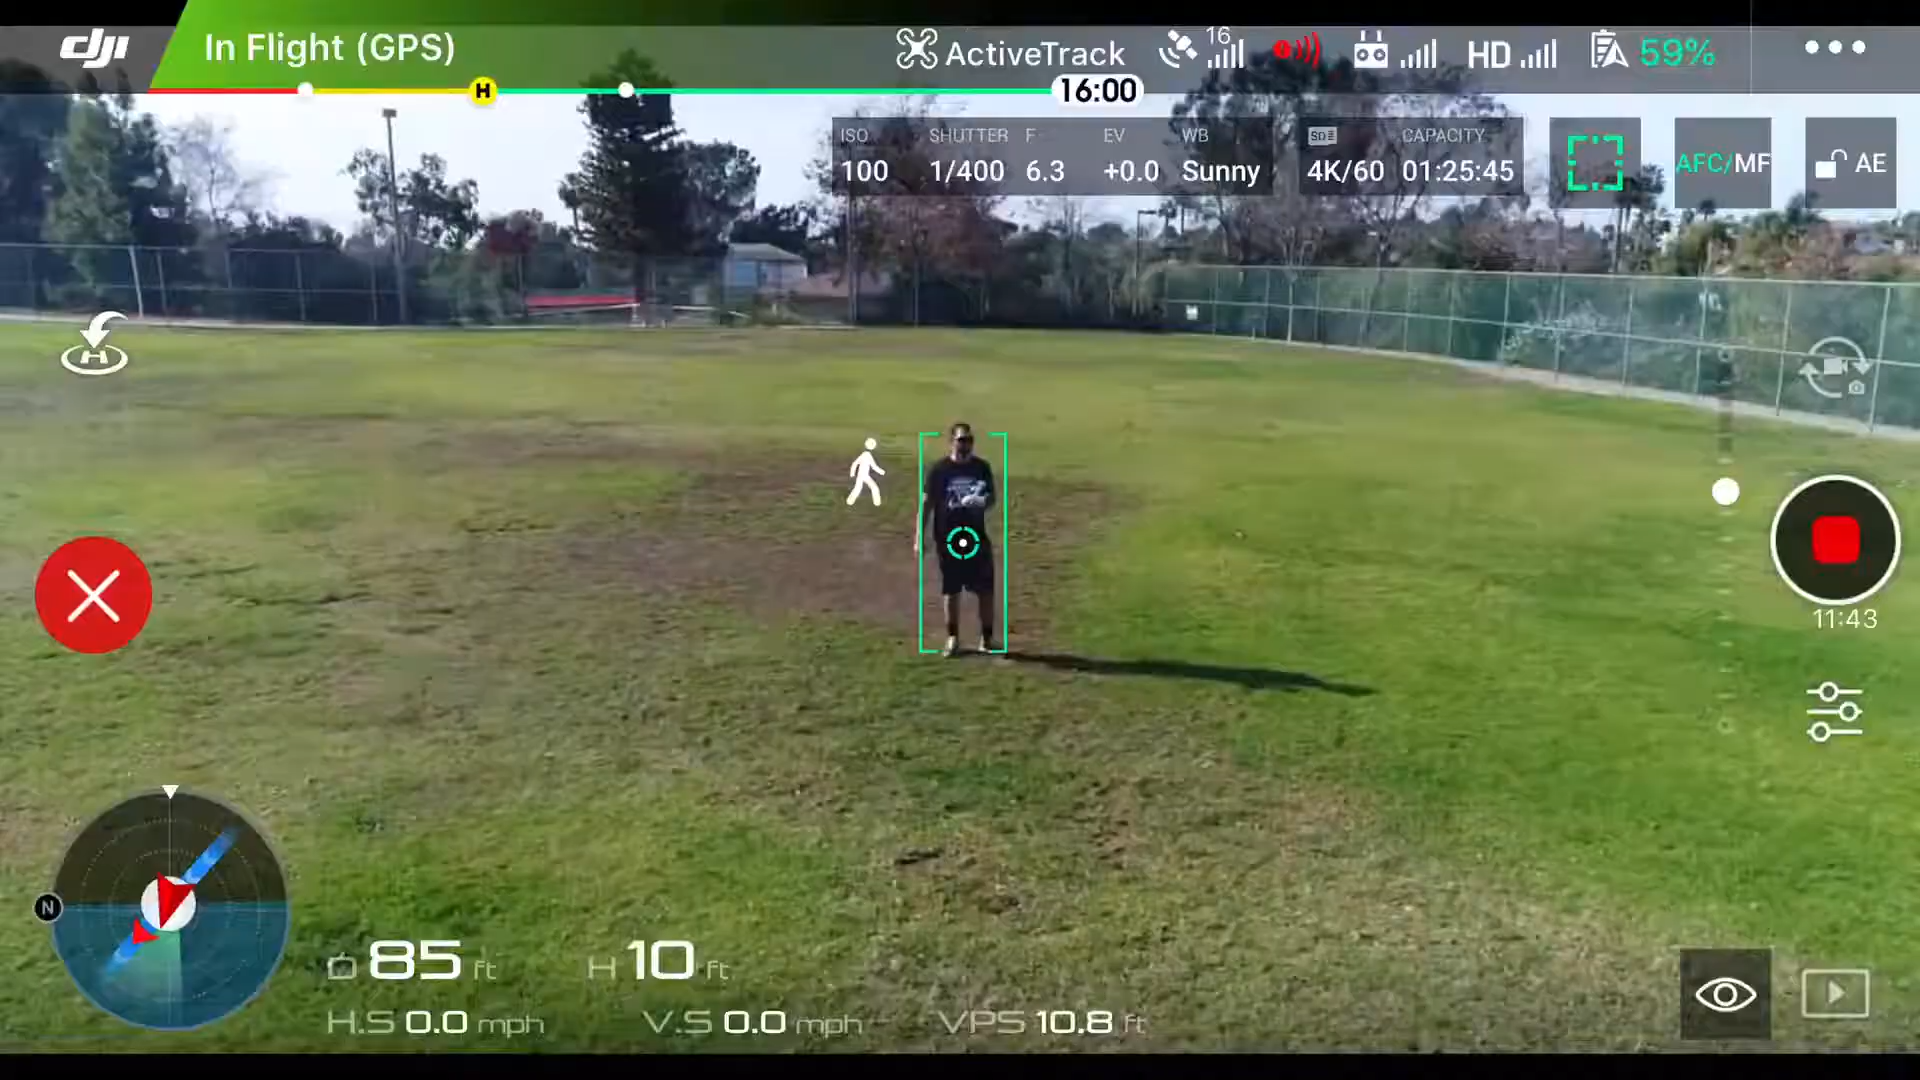 dji In Flight (GPS) ActiveTrack 16 HD 59%
H 16:00
ISO SHUTTER F EV WB SD CAPACITY
100 1/400 6.3 +0.0 Sunny 4K/60 01:25:45
AFC/MF
AE
H
11:43
N
85 ft H 10 ft
H.S 0.0 mph V.S 0.0 mph VPS 10.8 ft